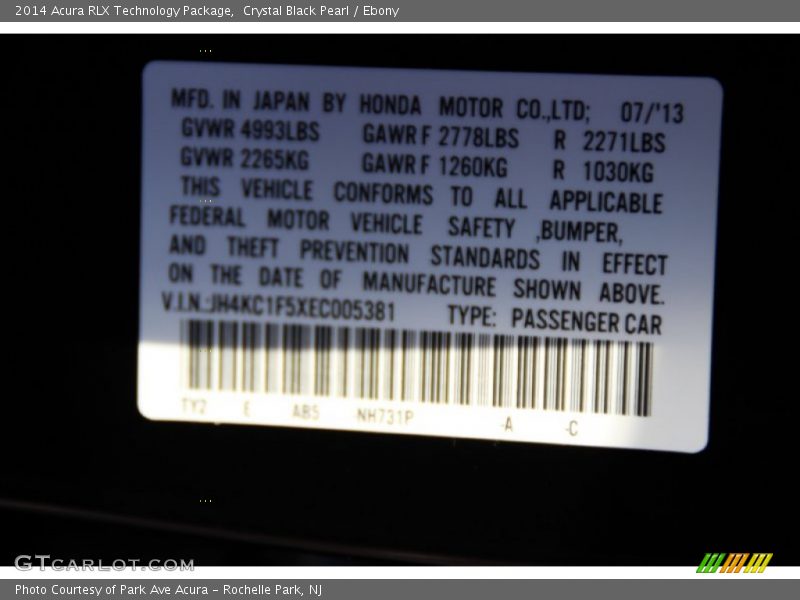 2014 Acura RLX Technology Package,  Crystal Black Pearl / Ebony
MFD. IN JAPAN BY HONDA MOTOR CO.,LTD; 07/'13
GVWR 4993LBS GAWR F 2778LBS R 2271LBS
GVWR 2265KG GAWR F 1260KG R 1030KG
THIS VEHICLE CONFORMS TO ALL APPLICABLE
FEDERAL MOTOR VEHICLE SAFETY ,BUMPER,
AND THEFT PREVENTION STANDARDS IN EFFECT
ON THE DATE OF MANUFACTURE SHOWN ABOVE.
V.I.N.:JH4KC1F5XEC005381 TYPE: PASSENGER CAR
TY2 E AB5 NH731P -A -C
GTCARLOT.COM
Photo Courtesy of Park Ave Acura - Rochelle Park, NJ